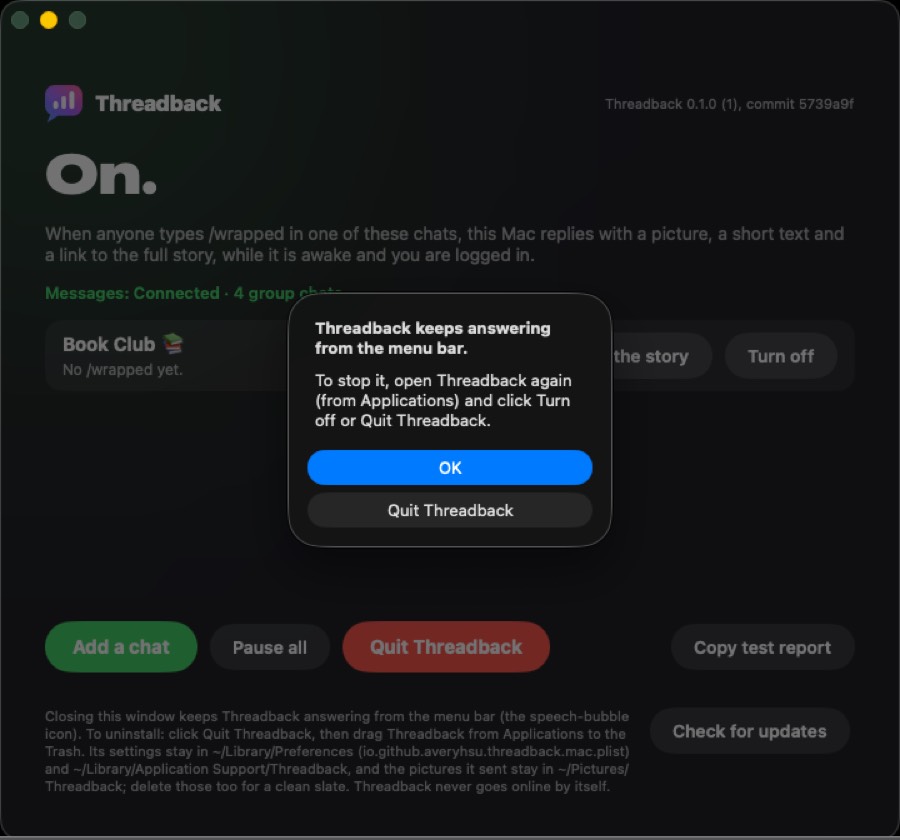 Threadback
Threadback 0.1.0 (1), commit 5739a9f
On.
When anyone types /wrapped in one of these chats, this Mac replies with a picture, a short text and
a link to the full story, while it is awake and you are logged in.
Messages: Connected · 4 group chats
Book Club 📚
No /wrapped yet.
the story
Turn off
Threadback keeps answering
from the menu bar.
To stop it, open Threadback again
(from Applications) and click Turn
off or Quit Threadback.
OK
Quit Threadback
Add a chat
Pause all
Quit Threadback
Copy test report
Closing this window keeps Threadback answering from the menu bar (the speech-bubble
icon). To uninstall: click Quit Threadback, then drag Threadback from Applications to the
Trash. Its settings stay in ~/Library/Preferences (io.github.averyhsu.threadback.mac.plist)
and ~/Library/Application Support/Threadback, and the pictures it sent stay in ~/Pictures/
Threadback; delete those too for a clean slate. Threadback never goes online by itself.
Check for updates